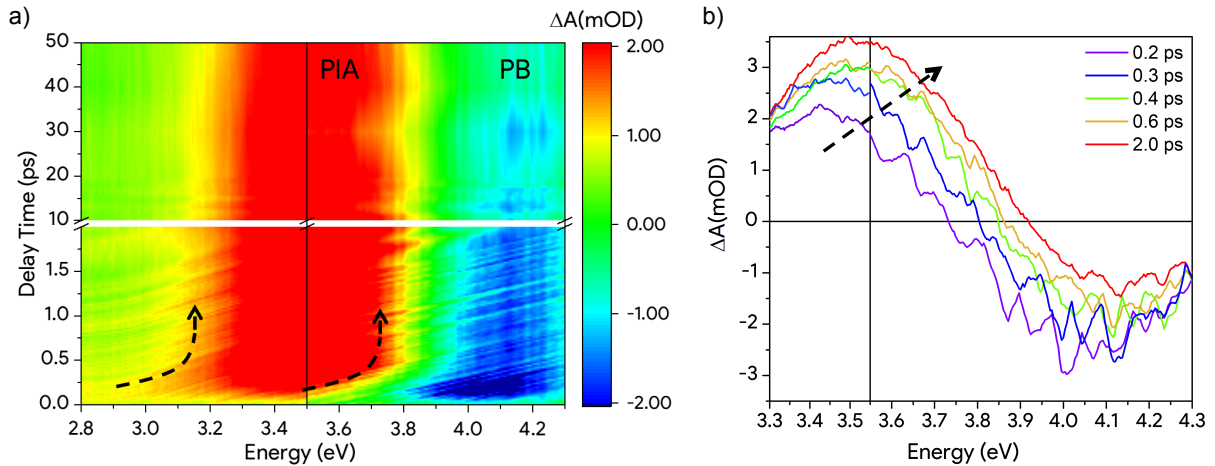 a)
ΔA(mOD)
b)
50
40
30
20
10
1.5
1.0
0.5
0.0
Delay Time (ps)
PIA
PB
2.8 3.0 3.2 3.4 3.6 3.8 4.0 4.2
Energy (eV)
2.00
1.00
0.00
-1.00
-2.00
3
2
1
0
-1
-2
-3
ΔA(mOD)
0.2 ps
0.3 ps
0.4 ps
0.6 ps
2.0 ps
3.3 3.4 3.5 3.6 3.7 3.8 3.9 4.0 4.1 4.2 4.3
Energy (eV)